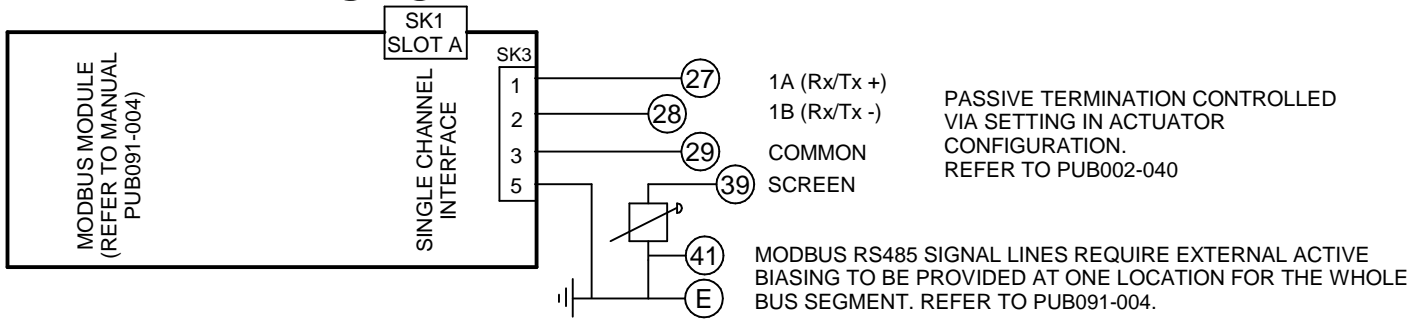 SK1
SLOT A
SK3
MODBUS MODULE
(REFER TO MANUAL
PUB091-004)
SINGLE CHANNEL
INTERFACE
1
2
3
5
27
1A (Rx/Tx +)
28
1B (Rx/Tx -)
29
COMMON
39
SCREEN
41
E
PASSIVE TERMINATION CONTROLLED
VIA SETTING IN ACTUATOR
CONFIGURATION.
REFER TO PUB002-040
MODBUS RS485 SIGNAL LINES REQUIRE EXTERNAL ACTIVE
BIASING TO BE PROVIDED AT ONE LOCATION FOR THE WHOLE
BUS SEGMENT. REFER TO PUB091-004.